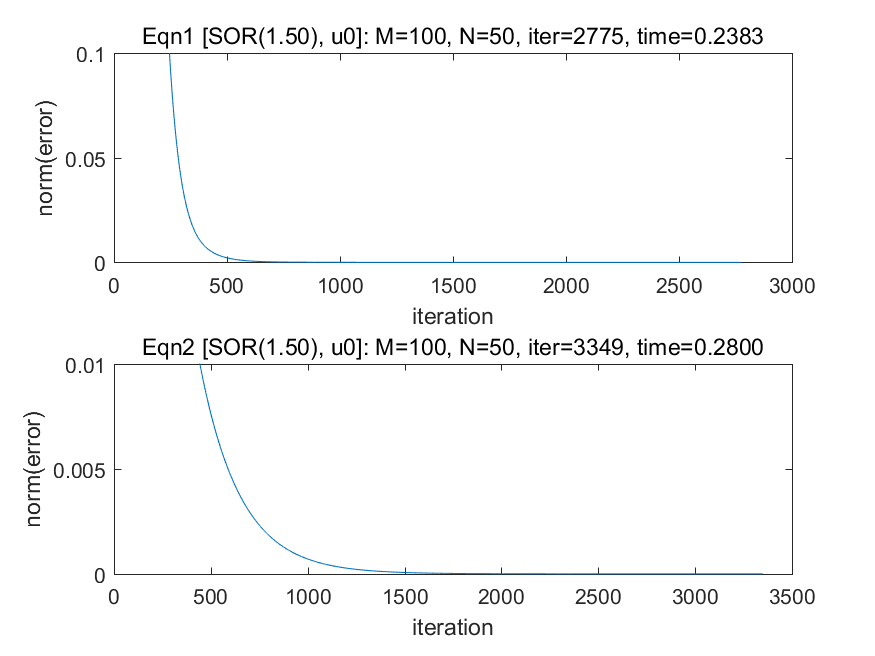 Eqn1 [SOR(1.50), u0]: M=100, N=50, iter=2775, time=0.2383
0.1
0.05
0
norm(error)
0 500 1000 1500 2000 2500 3000
iteration
Eqn2 [SOR(1.50), u0]: M=100, N=50, iter=3349, time=0.2800
0.01
0.005
0
norm(error)
0 500 1000 1500 2000 2500 3000 3500
iteration